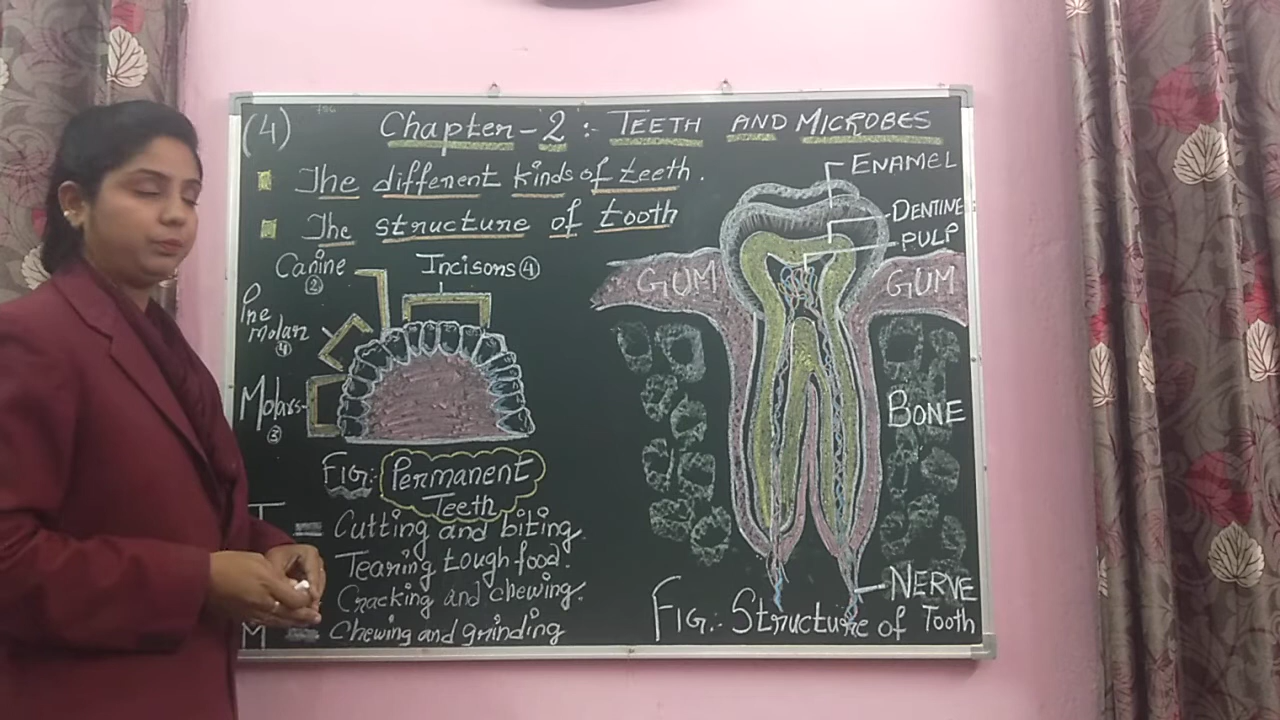 (4)
Chapter-2:- TEETH AND MICROBES
The different kinds of teeth.
The structure of tooth
Canine
2
Incisors 4
Pre
Molar
4
Molars-
3
FIG:- PERMANENT
TEETH
I = Cutting and biting.
Tearing tough food.
Cracking and chewing.
M = Chewing and grinding
ENAMEL
DENTINE
PULP
GUM
GUM
BONE
NERVE
FIG:- Structure of Tooth